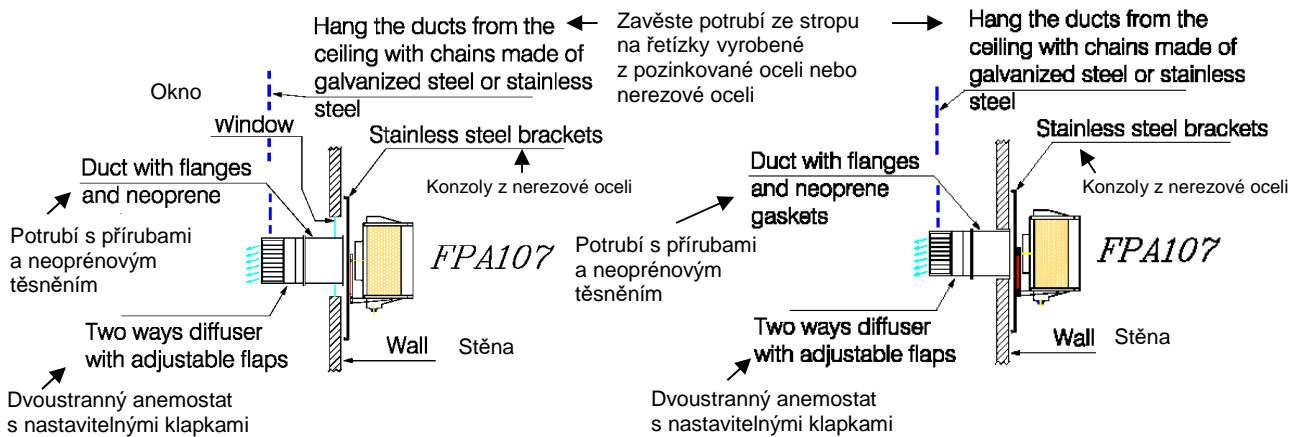 Hang the ducts from the
ceiling with chains made of
galvanized steel or stainless
steel
Zavěste potrubí ze stropu
na řetízky vyrobené
z pozinkované oceli nebo
nerezové oceli
Hang the ducts from the
ceiling with chains made of
galvanized steel or stainless
steel
Okno
Window
Stainless steel brackets
Konzoly z nerezové oceli
Duct with flanges
and neoprene
Potrubí s přírubami
a neoprénovým
těsněním
FPA107
Two ways diffuser
with adjustable flaps
Wall
Stěna
Dvoustranný anemostat
s nastavitelnými klapkami
Stainless steel brackets
Konzoly z nerezové oceli
Duct with flanges
and neoprene
gaskets
Potrubí s přírubami
a neoprénovým
těsněním
FPA107
Two ways diffuser
with adjustable flaps
Wall
Stěna
Dvoustranný anemostat
s nastavitelnými klapkami